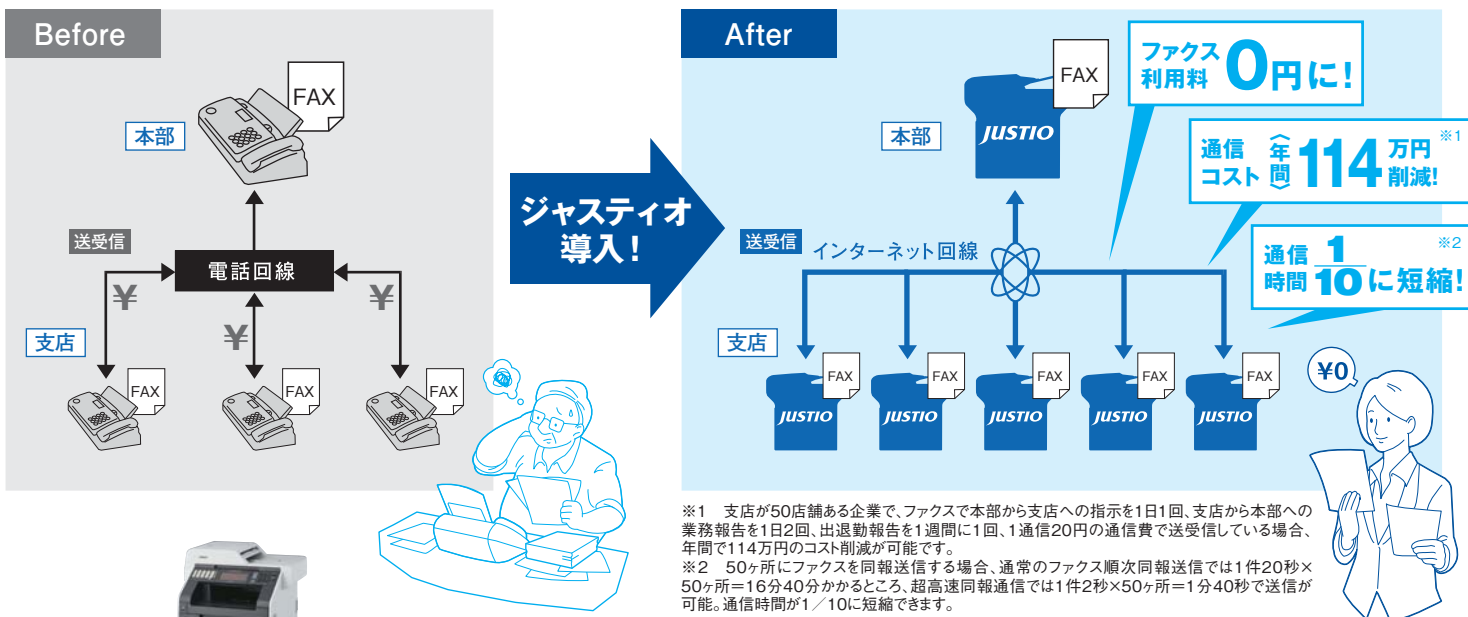 Before
FAX
本部
送受信
電話回線
¥
¥
¥
支店
FAX
FAX
FAX
ジャスティオ
導入!
After
FAX
本部
JUSTIO
ファクス
利用料 0円に!
通信
コスト 〈年間〉 114 万円 ※1
削減!
通信
時間 1/10 に短縮! ※2
送受信
インターネット回線
支店
FAX
FAX
FAX
FAX
FAX
JUSTIO
JUSTIO
JUSTIO
JUSTIO
JUSTIO
¥0
※1 支店が50店舗ある企業で、ファクスで本部から支店への指示を1日1回、支店から本部への
業務報告を1日2回、出退勤報告を1週間に1回、1通信20円の通信費で送受信している場合、
年間で114万円のコスト削減が可能です。
※2 50ヶ所にファクスを同報送信する場合、通常のファクス順次同報送信では1件20秒×
50ヶ所=16分40分かかるところ、超高速同報通信では1件2秒×50ヶ所=1分40秒で送信が
可能。通信時間が1/10に短縮できます。